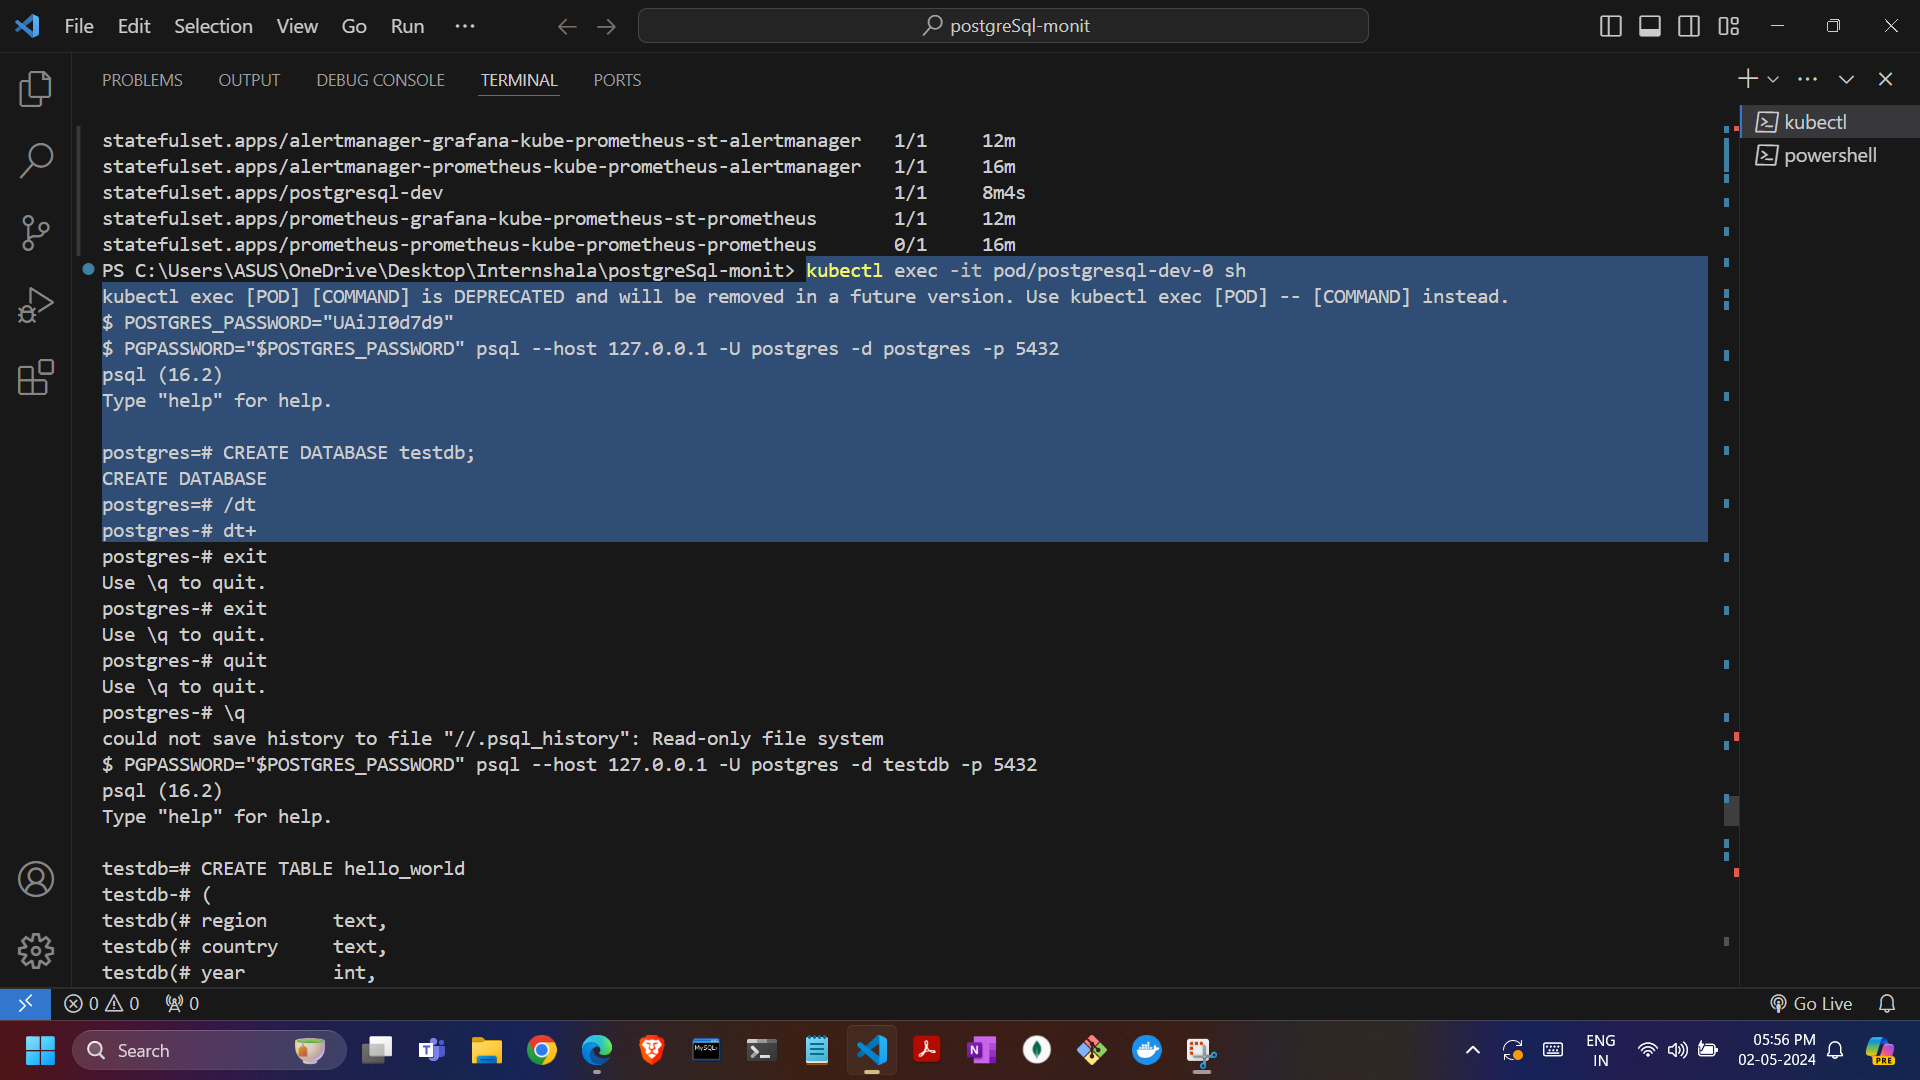 File Edit Selection View Go Run ··· postgreSql-monit
PROBLEMS OUTPUT DEBUG CONSOLE TERMINAL PORTS
kubectl
powershell
statefulset.apps/alertmanager-grafana-kube-prometheus-st-alertmanager 1/1 12m
statefulset.apps/alertmanager-prometheus-kube-prometheus-alertmanager 1/1 16m
statefulset.apps/postgresql-dev 1/1 8m4s
statefulset.apps/prometheus-grafana-kube-prometheus-st-prometheus 1/1 12m
statefulset.apps/prometheus-prometheus-kube-prometheus-prometheus 0/1 16m
PS C:\Users\ASUS\OneDrive\Desktop\Internshala\postgreSql-monit> kubectl exec -it pod/postgresql-dev-0 sh
kubectl exec [POD] [COMMAND] is DEPRECATED and will be removed in a future version. Use kubectl exec [POD] -- [COMMAND] instead.
$ POSTGRES_PASSWORD="UAiJI0d7d9"
$ PGPASSWORD="$POSTGRES_PASSWORD" psql --host 127.0.0.1 -U postgres -d postgres -p 5432
psql (16.2)
Type "help" for help.
postgres=# CREATE DATABASE testdb;
CREATE DATABASE
postgres=# /dt
postgres-# dt+
postgres-# exit
Use \q to quit.
postgres-# exit
Use \q to quit.
postgres-# quit
Use \q to quit.
postgres-# \q
could not save history to file "//.psql_history": Read-only file system
$ PGPASSWORD="$POSTGRES_PASSWORD" psql --host 127.0.0.1 -U postgres -d testdb -p 5432
psql (16.2)
Type "help" for help.
testdb=# CREATE TABLE hello_world
testdb-# (
testdb(# region text,
testdb(# country text,
testdb(# year int,
0 0 0 Go Live
Search ENG IN 05:56 PM 02-05-2024 PRE